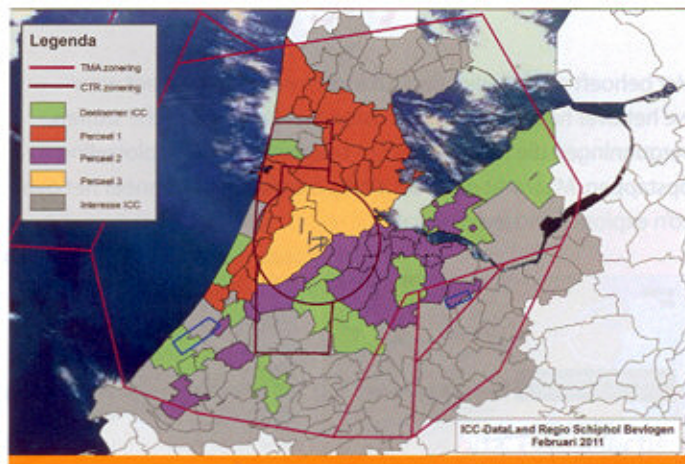 Legenda
TMA zonering
CTR zonering
Deelnemen ICC
Perceel 1
Perceel 2
Perceel 3
Interesse ICC
ICC-DataLand Regio Schiphol Bevlogen
Februari 2011